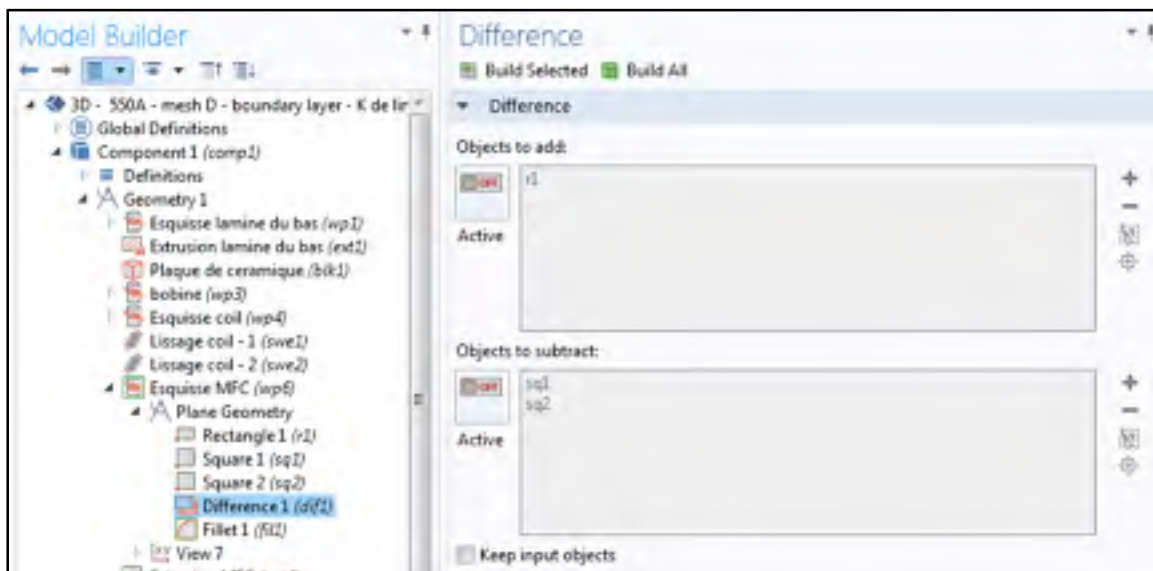 Model Builder
3D - 550A - mesh D - boundary layer - K de lir
Global Definitions
Component 1 (comp1)
Definitions
Geometry 1
Esquisse lamine du bas (wp1)
Extrusion lamine du bas (ext1)
Plaque de ceramique (blk1)
bobine (wp3)
Esquisse coil (wp4)
Lissage coil - 1 (swe1)
Lissage coil - 2 (swe2)
Esquisse MFC (wp6)
Plane Geometry
Rectangle 1 (r1)
Square 1 (sq1)
Square 2 (sq2)
Difference 1 (dif1)
Fillet 1 (fil1)
View 7
Difference
Build Selected Build All
Difference
Objects to add:
r1
Active
Objects to subtract:
sq1
sq2
Active
Keep input objects